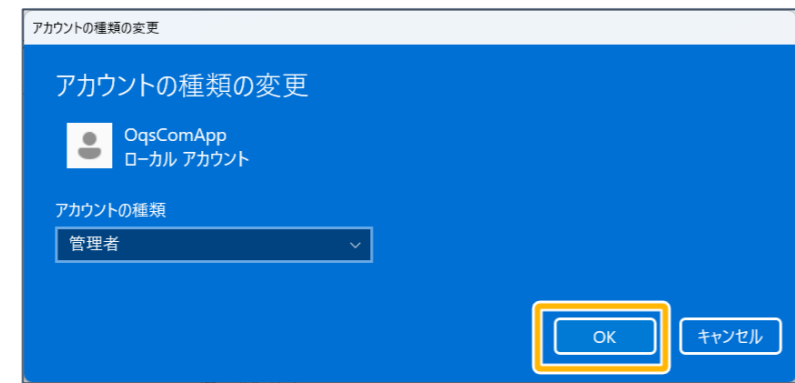 アカウントの種類の変更
アカウントの種類の変更
OqsComApp
ローカル アカウント
アカウントの種類
管理者
OK
キャンセル